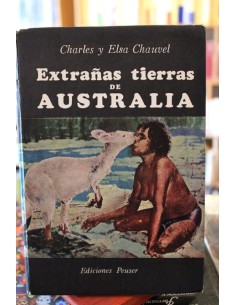 Charles y Elsa Chauvel
Extrañas tierras
DE
AUSTRALIA
Ediciones Peuser